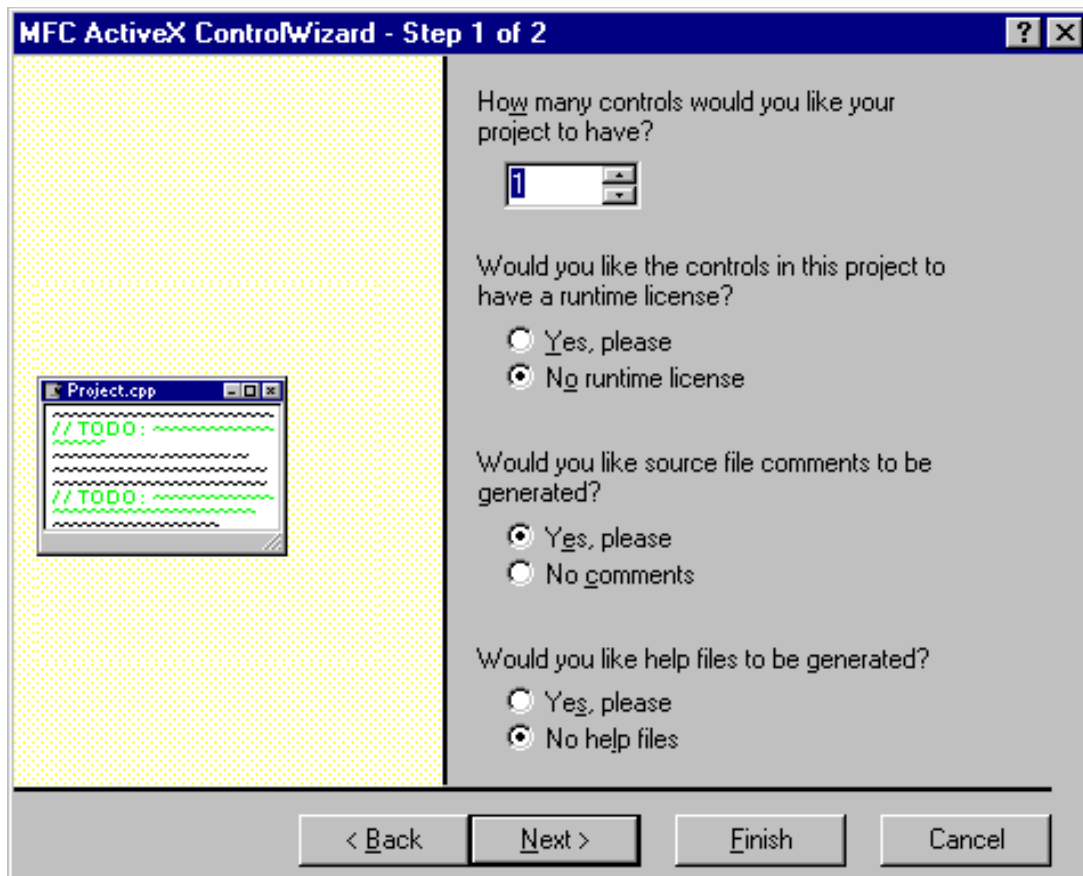 MFC ActiveX ControlWizard - Step 1 of 2
How many controls would you like your
project to have?
1
Would you like the controls in this project to
have a runtime license?
Yes, please
No runtime license
Project.cpp
//TODO:
//TODO:
Would you like source file comments to be
generated?
Yes, please
No comments
Would you like help files to be generated?
Yes, please
No help files
< Back
Next >
Finish
Cancel